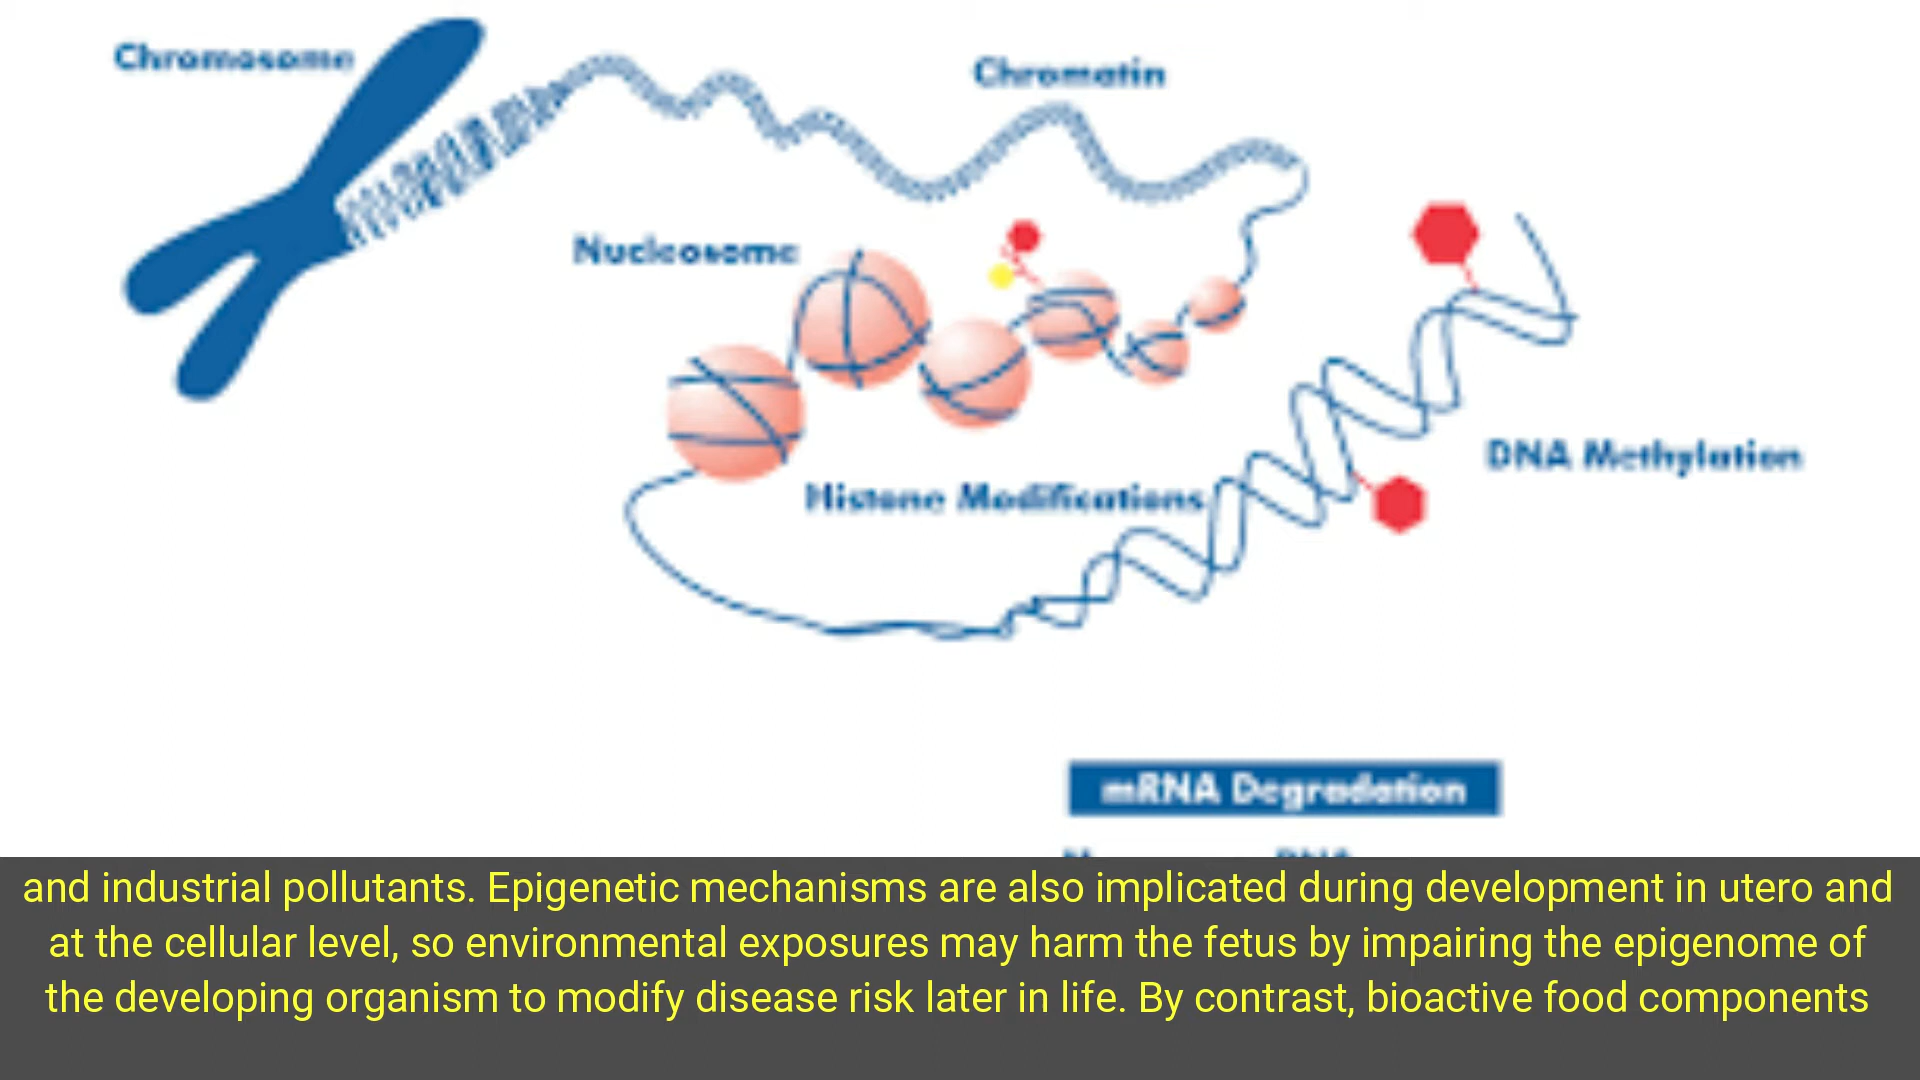 Chromosome
Chromatin
Nucleosome
Histone Modifications
DNA Methylation
mRNA Degradation
and industrial pollutants. Epigenetic mechanisms are also implicated during development in utero and
at the cellular level, so environmental exposures may harm the fetus by impairing the epigenome of
the developing organism to modify disease risk later in life. By contrast, bioactive food components